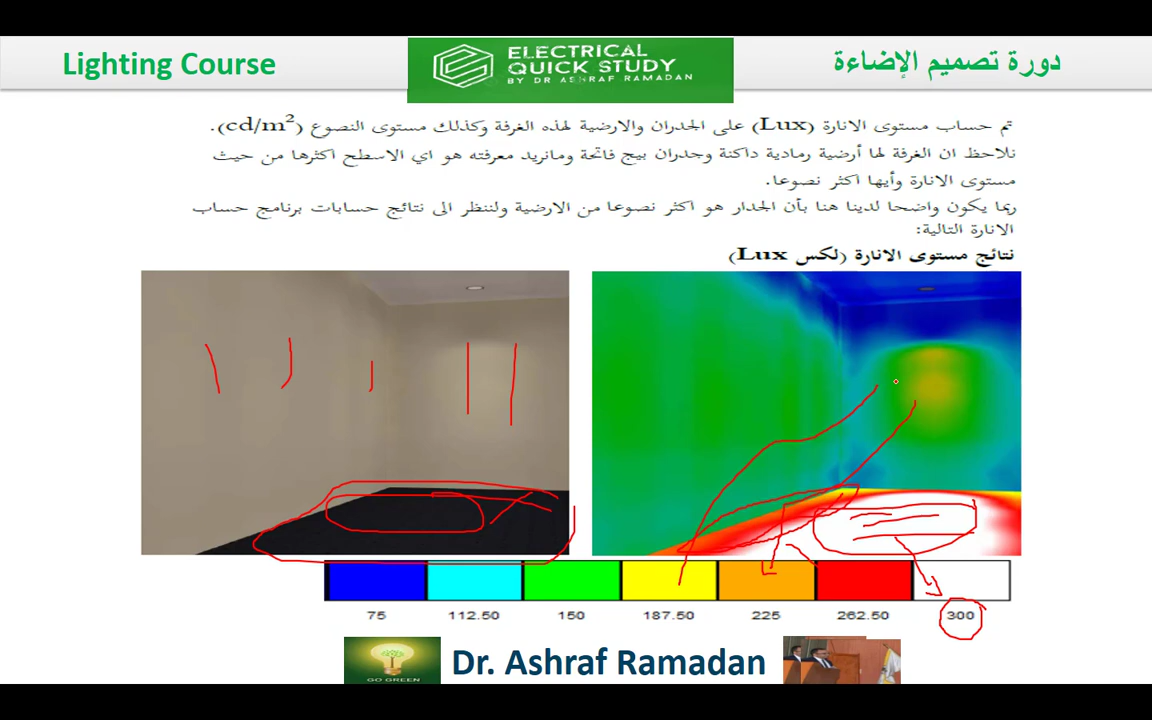 Lighting Course
ELECTRICAL
QUICK STUDY
BY DR ASHRAF RAMADAN
دورة تصميم الإضاءة
تم حساب مستوى الانارة (Lux) على الجدران والارضية لهذه الغرفة وكذلك مستوى النصوع (cd/m²).
نلاحظ ان الغرفة لها أرضية رمادية داكنة وجدران بيج فاتحة ومانريد معرفته هو اي الاسطح اكثرها من حيث
مستوى الانارة وأيها اكثر نصوعا.
ربما يكون واضحا لدينا هنا بأن الجدار هو اكثر نصوعا من الارضية ولننظر الى نتائج حسابات برنامج حساب
الانارة التالية:
نتائج مستوى الانارة (لكس Lux)
75 112.50 150 187.50 225 262.50 300
GO GREEN
Dr. Ashraf Ramadan